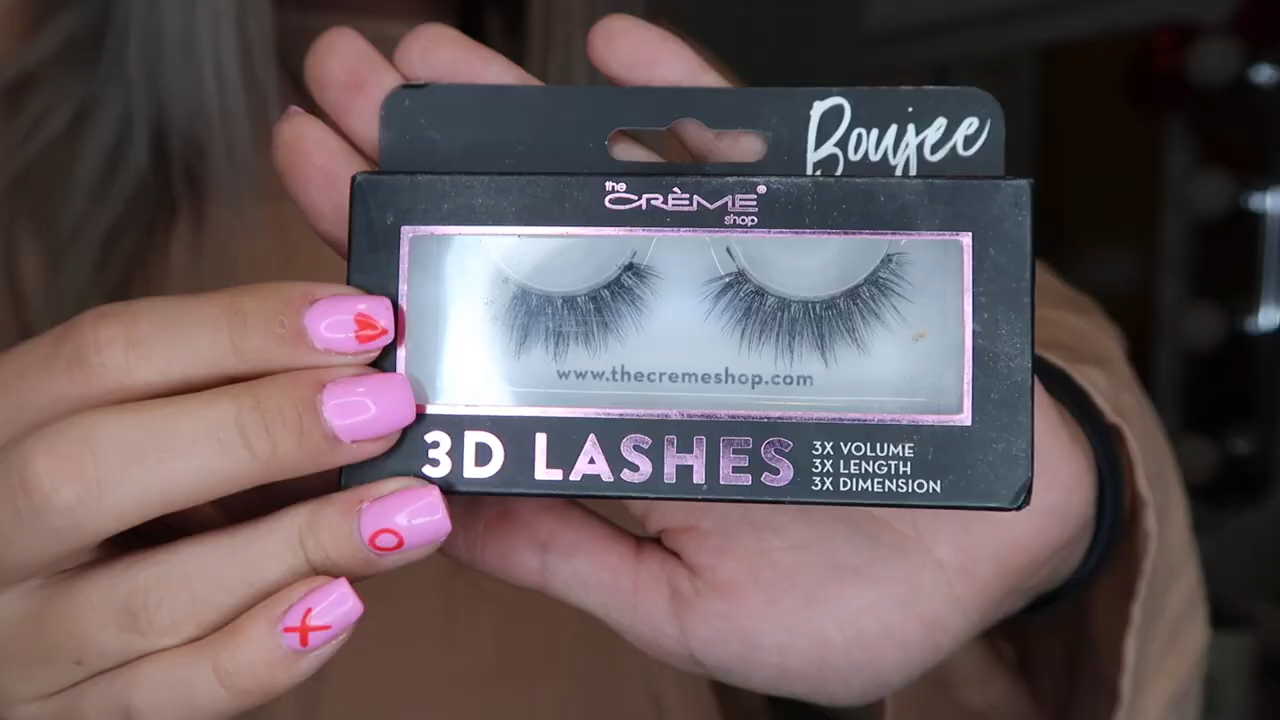 Boujee
the
CRÈME®
shop
www.thecremeshop.com
3D LASHES
3X VOLUME
3X LENGTH
3X DIMENSION
O
X